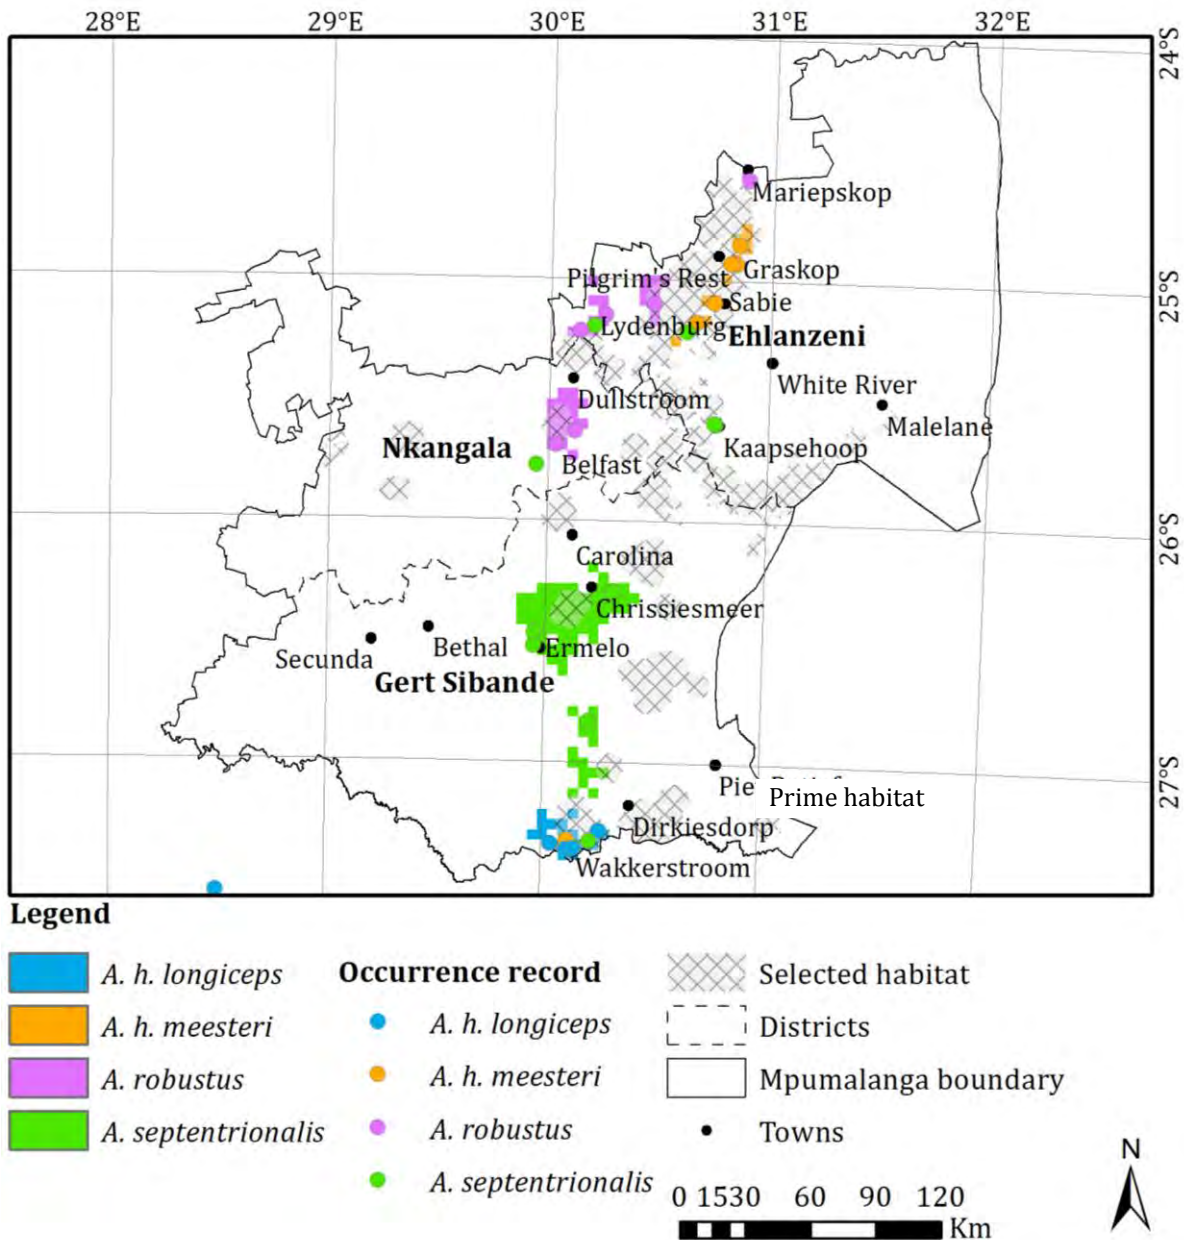 28°E 29°E 30°E 31°E 32°E
24°S
Mariepskop
Pilgrim's Rest
Graskop
25°S
Sabie
Lydenburg
Ehlanzeni
White River
Dullstroom
Malelane
Nkangala
Kaapsehoop
Belfast
26°S
Carolina
Chrissiesmeer
Bethal
Ermelo
Secunda
Gert Sibande
27°S
Prime habitat
Dirkiesdorp
Wakkerstroom
Legend
A. h. longiceps
A. h. meesteri
A. robustus
A. septentrionalis
Occurrence record
A. h. longiceps
A. h. meesteri
A. robustus
A. septentrionalis
Selected habitat
Districts
Mpumalanga boundary
Towns
N
0 15 30 60 90 120
Km